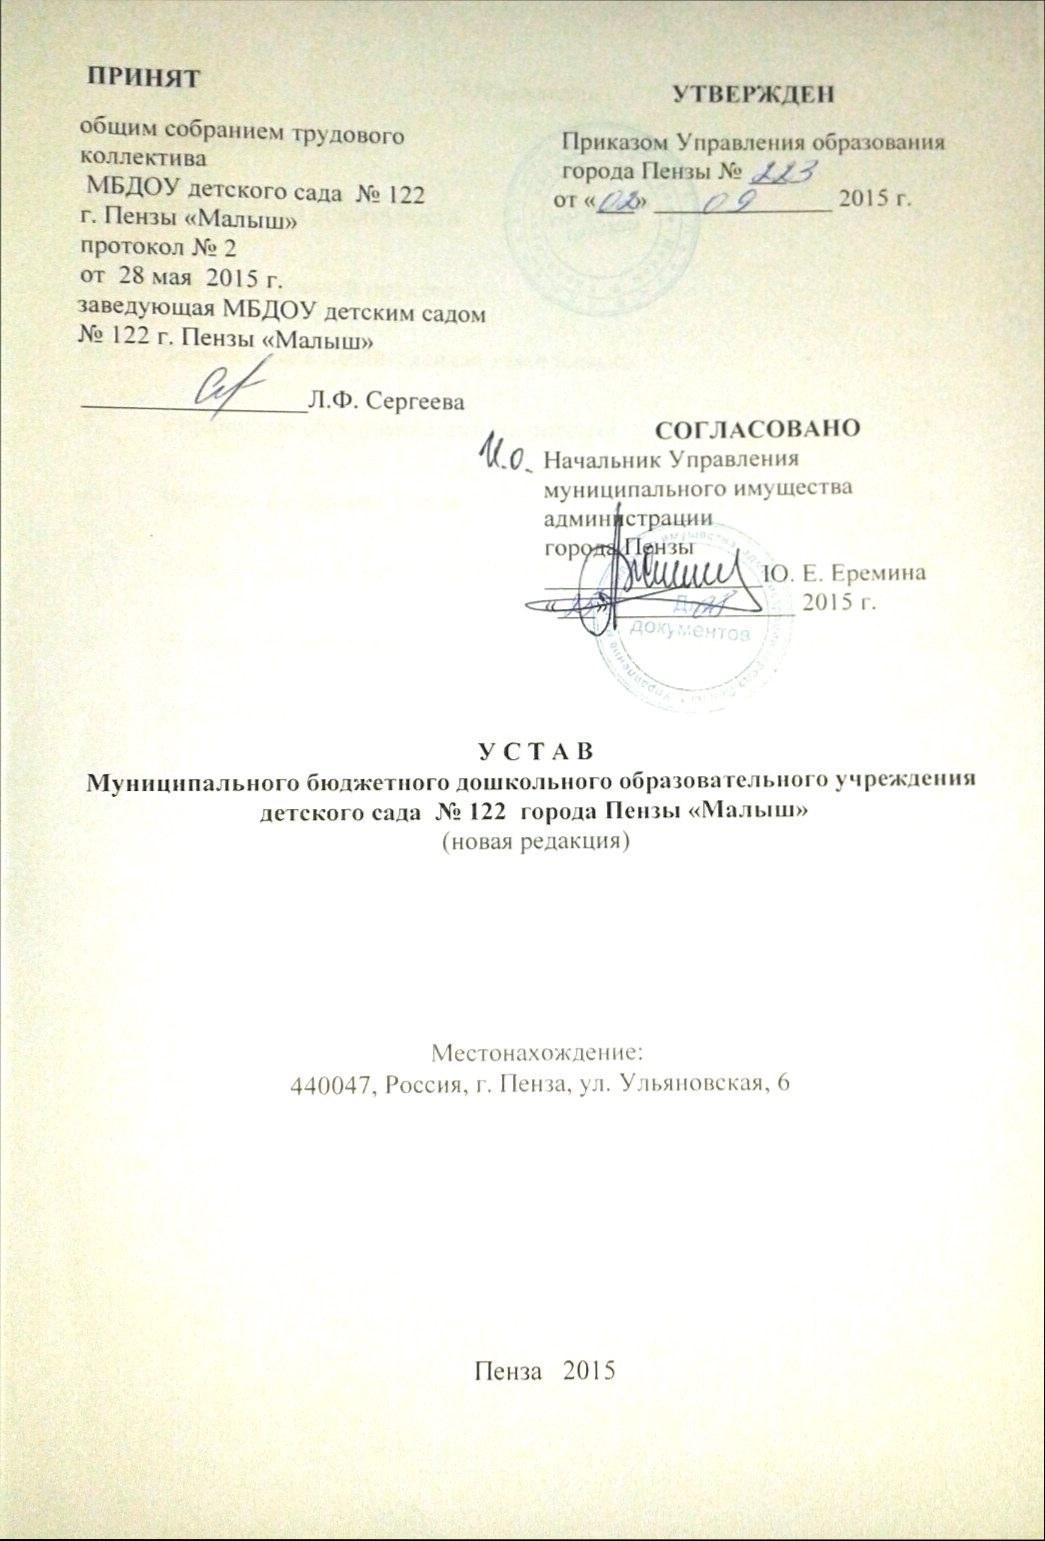 ПРИНЯТ
общим собранием трудового
коллектива
МБДОУ детского сада № 122
г. Пензы «Малыш»
протокол № 2
от 28 мая 2015 г.
заведующая МБДОУ детским садом
№ 122 г. Пензы «Малыш»
Л.Ф. Сергеева
УТВЕРЖДЕН
Приказом Управления образования
города Пензы № 223
от «02» 09 2015 г.
СОГЛАСОВАНО
И.О. Начальник Управления
муниципального имущества
администрации
города Пензы
Ю. Е. Еремина
« » 08 2015 г.
документов
У С Т А В
Муниципального бюджетного дошкольного образовательного учреждения
детского сада № 122 города Пензы «Малыш»
(новая редакция)
Местонахождение:
440047, Россия, г. Пенза, ул. Ульяновская, 6
Пенза 2015